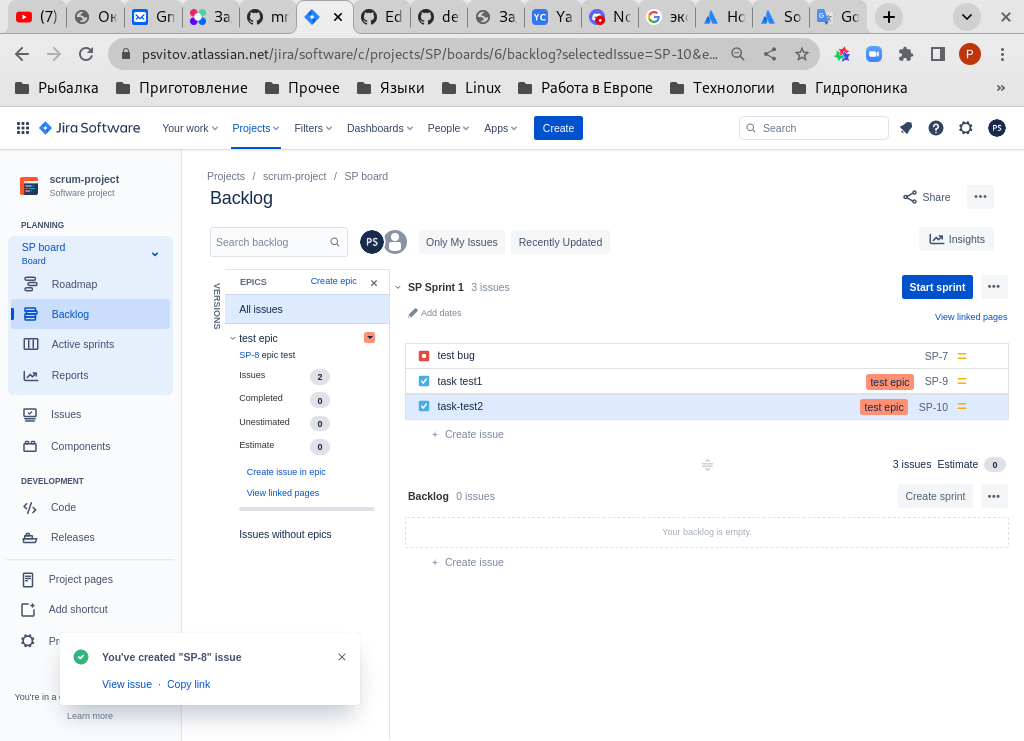 (7)
Ок
Gп
За
mr
Ed
de
За
YC Уа
Nc
эко
Ho
So
Go
psvitov.atlassian.net/jira/software/c/projects/SP/boards/6/backlog?selectedIssue=SP-10&e...
P
Рыбалка
Приготовление
Прочее
Языки
Linux
Работа в Европе
Технологии
Гидропоника
»
Jira Software
Your work
Projects
Filters
Dashboards
People
Apps
Create
Search
PS
scrum-project
Software project
PLANNING
SP board
Board
Roadmap
Backlog
Active sprints
Reports
Issues
Components
DEVELOPMENT
Code
Releases
Project pages
Add shortcut
You're in a
Learn more
Projects / scrum-project / SP board
Backlog
Share
Search backlog
PS
Only My Issues
Recently Updated
Insights
VERSIONS
EPICS
Create epic
All issues
test epic
SP-8 epic test
Issues 2
Completed 0
Unestimated 0
Estimate 0
Create issue in epic
View linked pages
Issues without epics
SP Sprint 1 3 issues
Start sprint
Add dates
View linked pages
test bug SP-7
task test1 test epic SP-9
task-test2 test epic SP-10
+ Create issue
3 issues Estimate 0
Backlog 0 issues
Create sprint
Your backlog is empty.
+ Create issue
You've created "SP-8" issue
View issue · Copy link